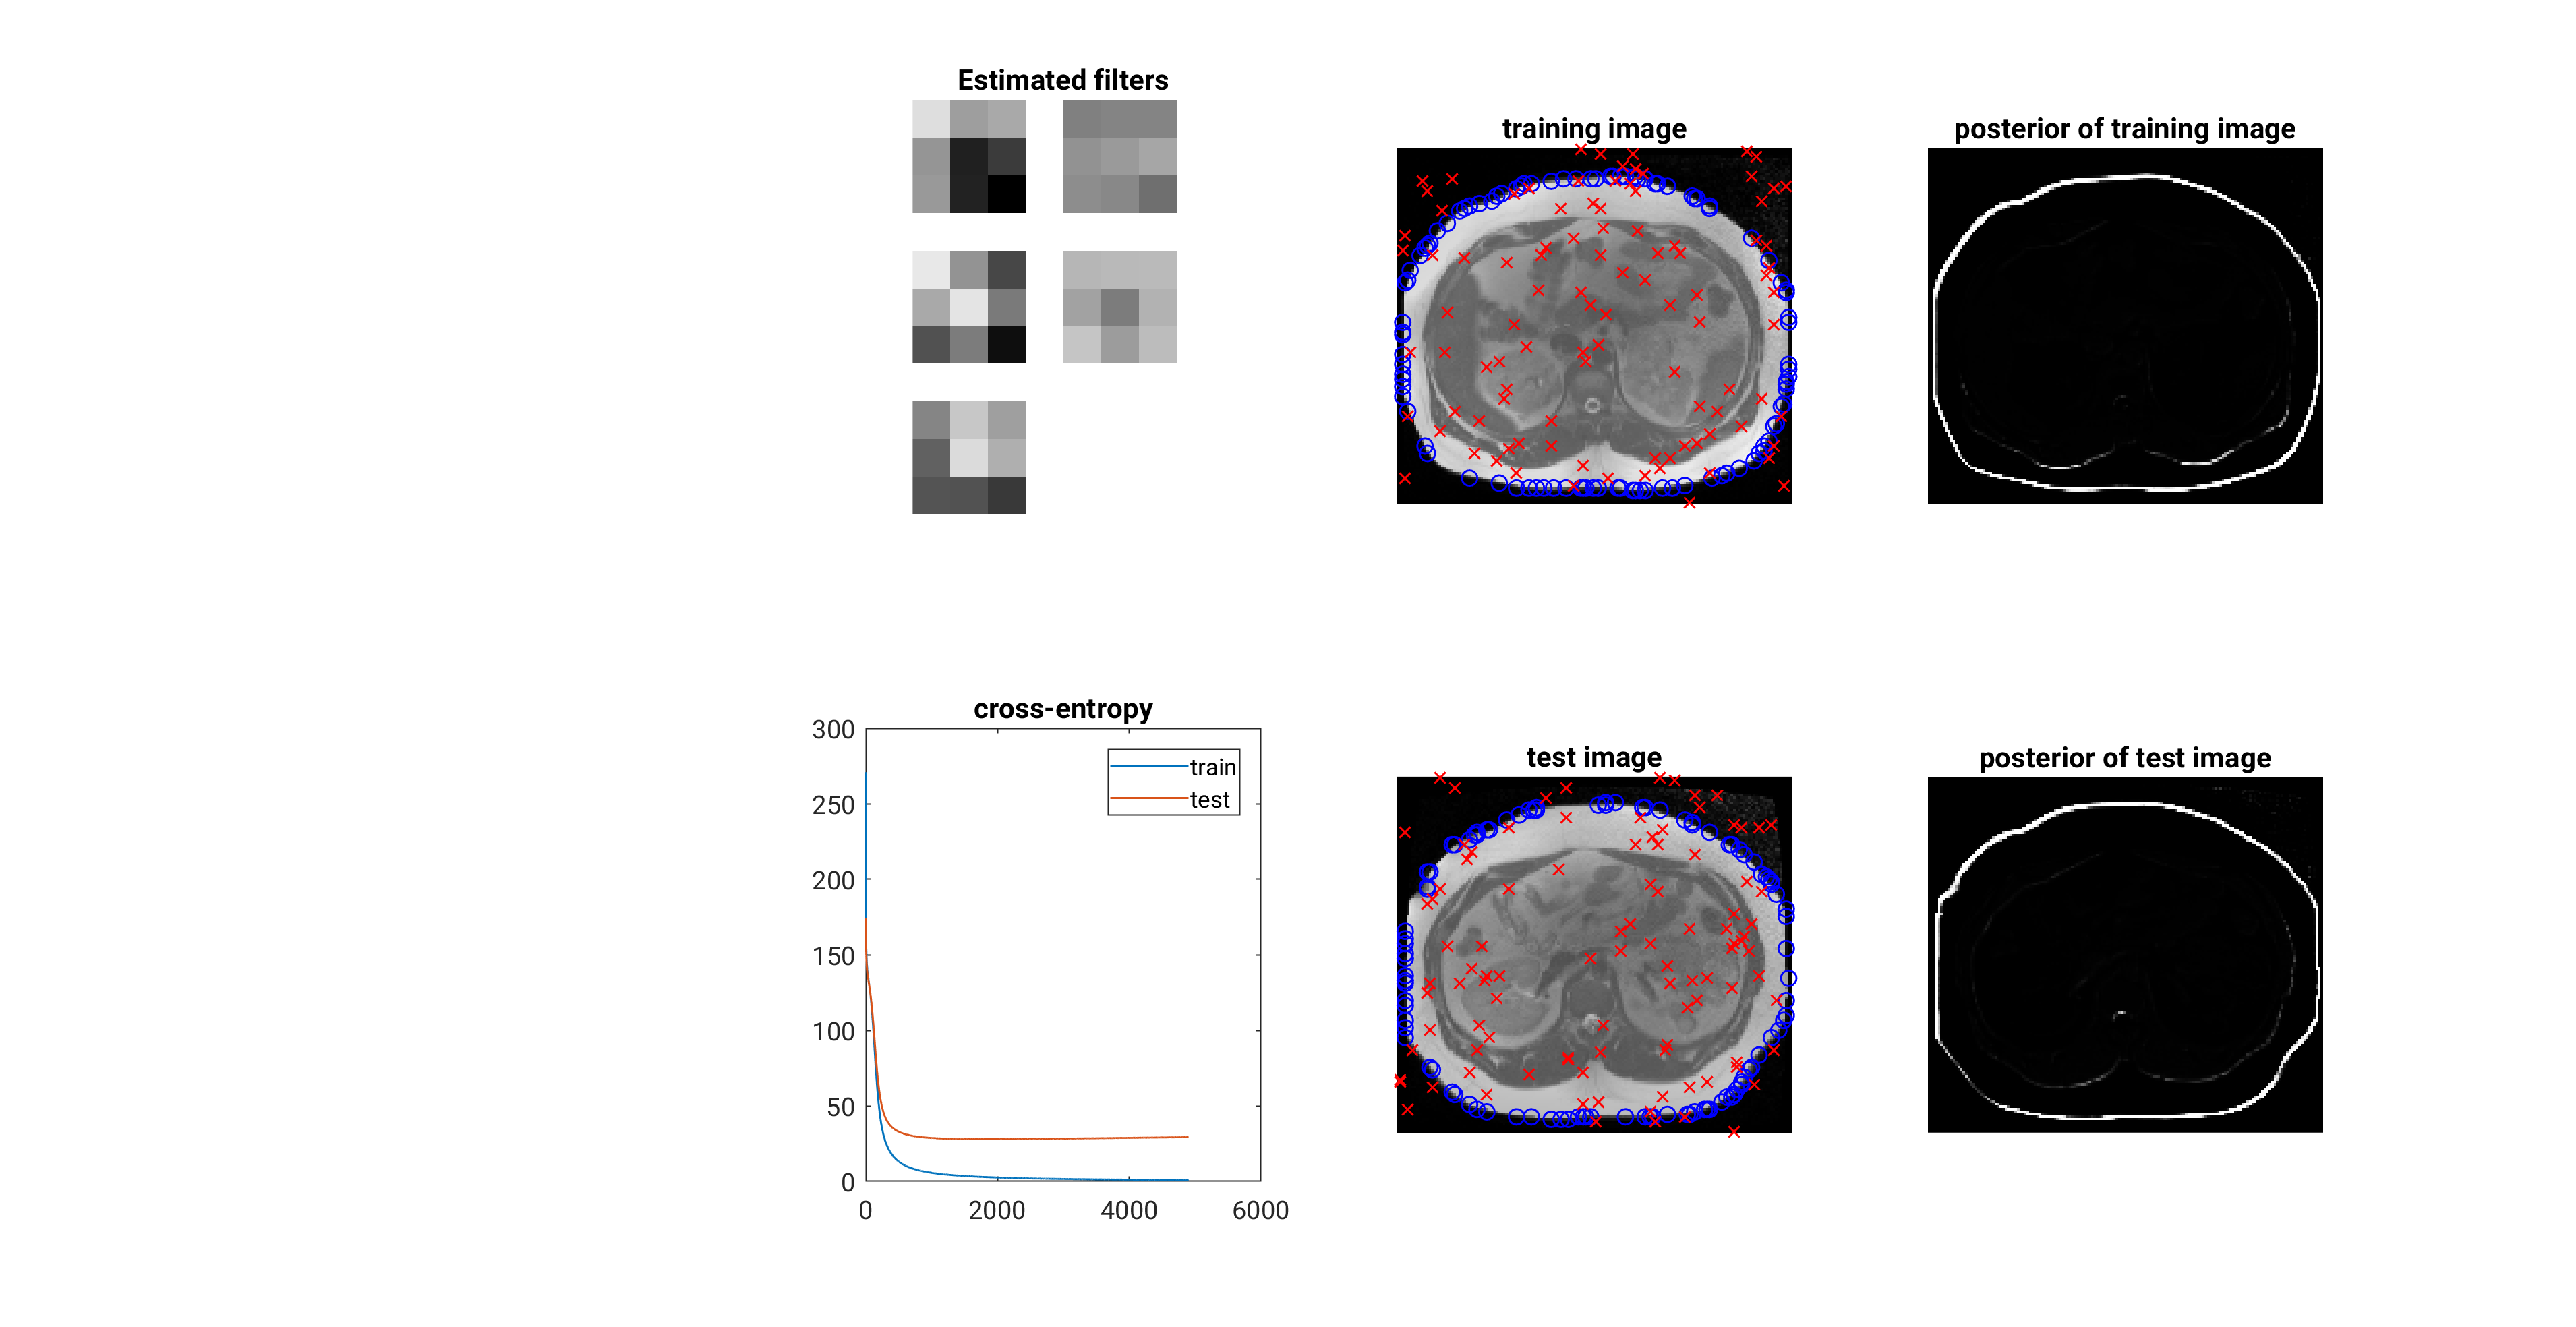 Estimated filters
training image
posterior of training image
cross-entropy
300
250
200
150
100
50
0
0 2000 4000 6000
train
test
test image
posterior of test image